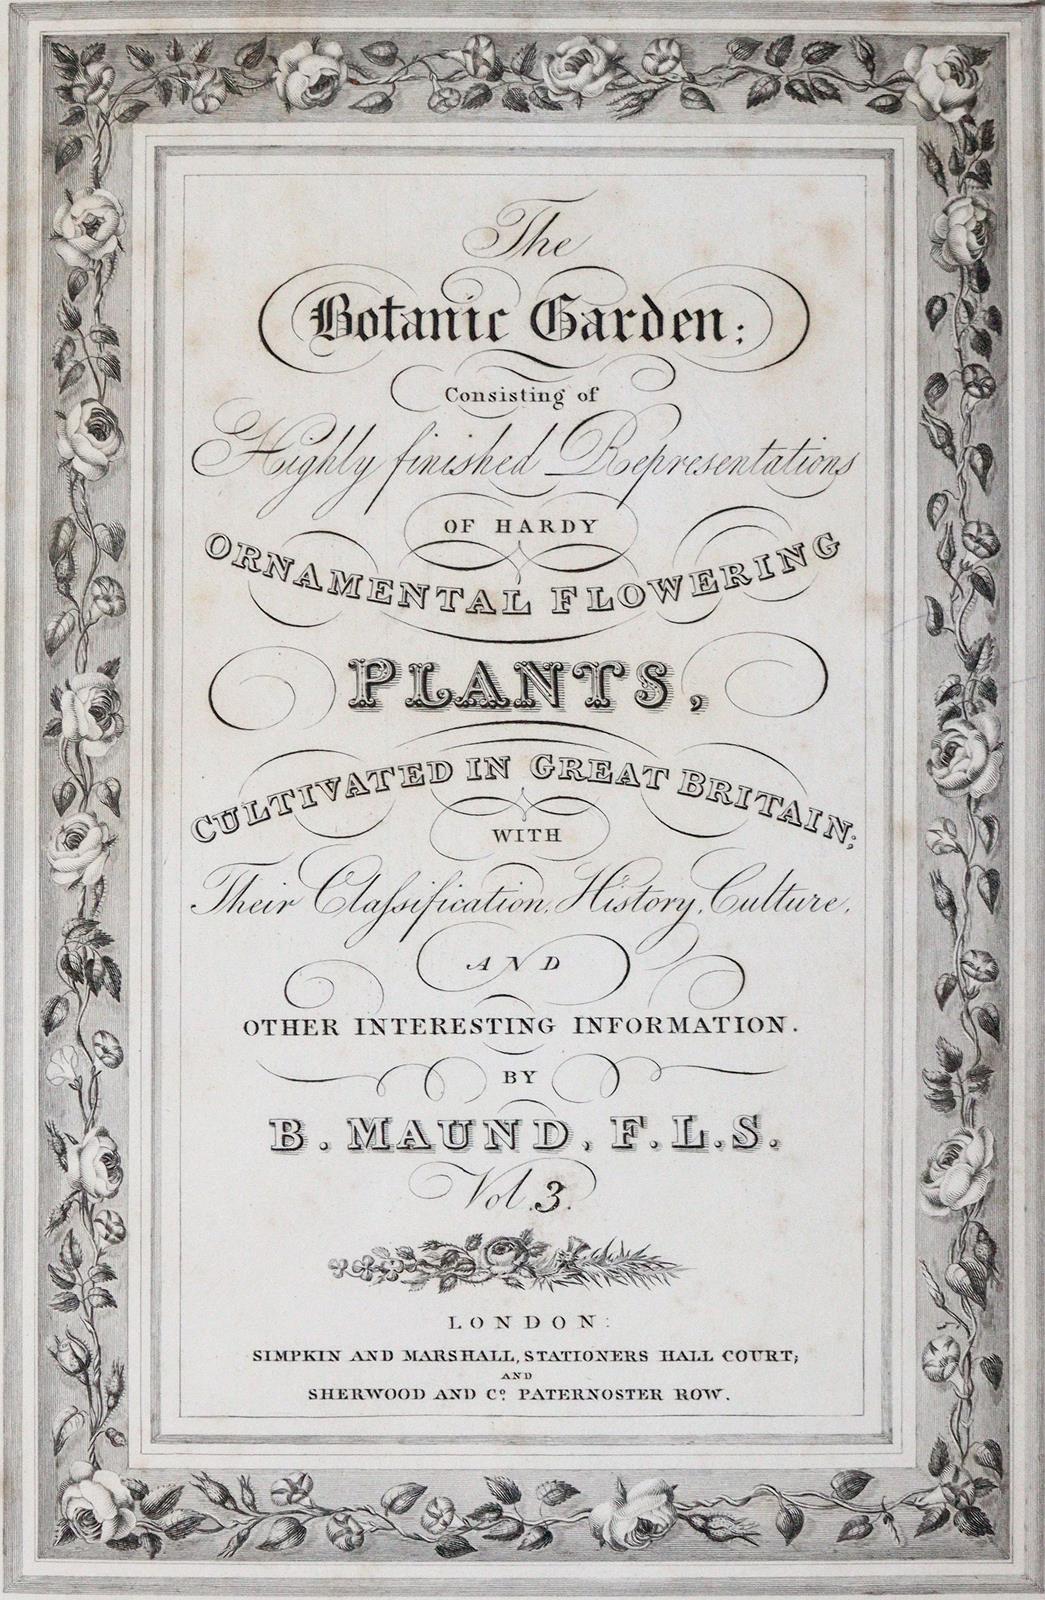 The
Botanic Garden;
Consisting of
Highly finished Representations
OF HARDY
ORNAMENTAL FLOWERING
PLANTS,
CULTIVATED IN GREAT BRITAIN;
WITH
Their Claſsification, History, Culture,
AND
OTHER INTERESTING INFORMATION.
BY
B. MAUND, F.L.S.
Vol. 3.
LONDON:
SIMPKIN AND MARSHALL, STATIONERS HALL COURT;
AND
SHERWOOD AND Co. PATERNOSTER ROW.